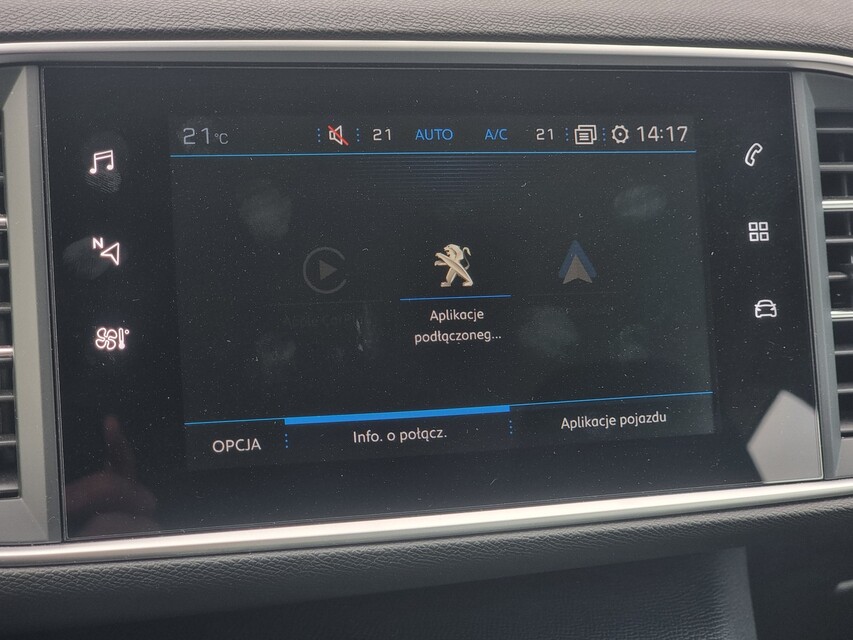 21°C 21 AUTO A/C 21 14:17
N
Aplikacje
podłączoneg...
OPCJA Info. o połącz. Aplikacje pojazdu